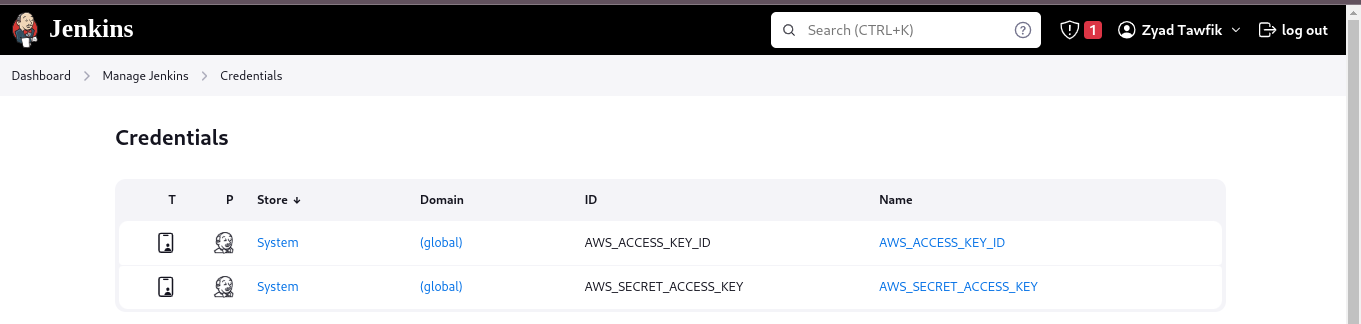 Jenkins Search (CTRL+K) ? 1 Zyad Tawfik log out
Dashboard Manage Jenkins Credentials
Credentials
T P Store ↓ Domain ID Name
System (global) AWS_ACCESS_KEY_ID AWS_ACCESS_KEY_ID
System (global) AWS_SECRET_ACCESS_KEY AWS_SECRET_ACCESS_KEY